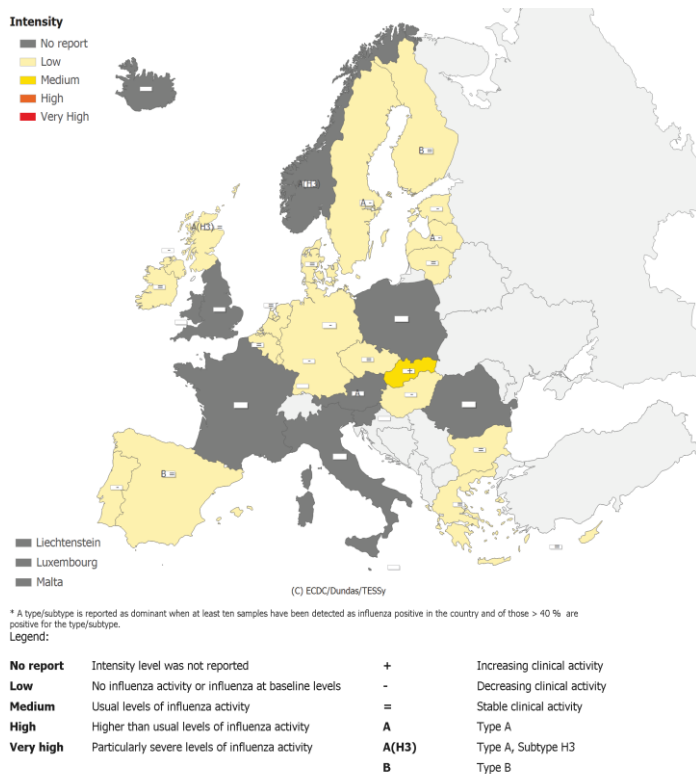 Intensity
No report
Low
Medium
High
Very High
A(H3) =
B =
A -
A -
B =
A
+
Liechtenstein
Luxembourg
Malta
(C) ECDC/Dundas/TESSy
* A type/subtype is reported as dominant when at least ten samples have been detected as influenza positive in the country and of those > 40 % are
positive for the type/subtype.
Legend:
No report Intensity level was not reported + Increasing clinical activity
Low No influenza activity or influenza at baseline levels - Decreasing clinical activity
Medium Usual levels of influenza activity = Stable clinical activity
High Higher than usual levels of influenza activity A Type A
Very high Particularly severe levels of influenza activity A(H3) Type A, Subtype H3
B Type B